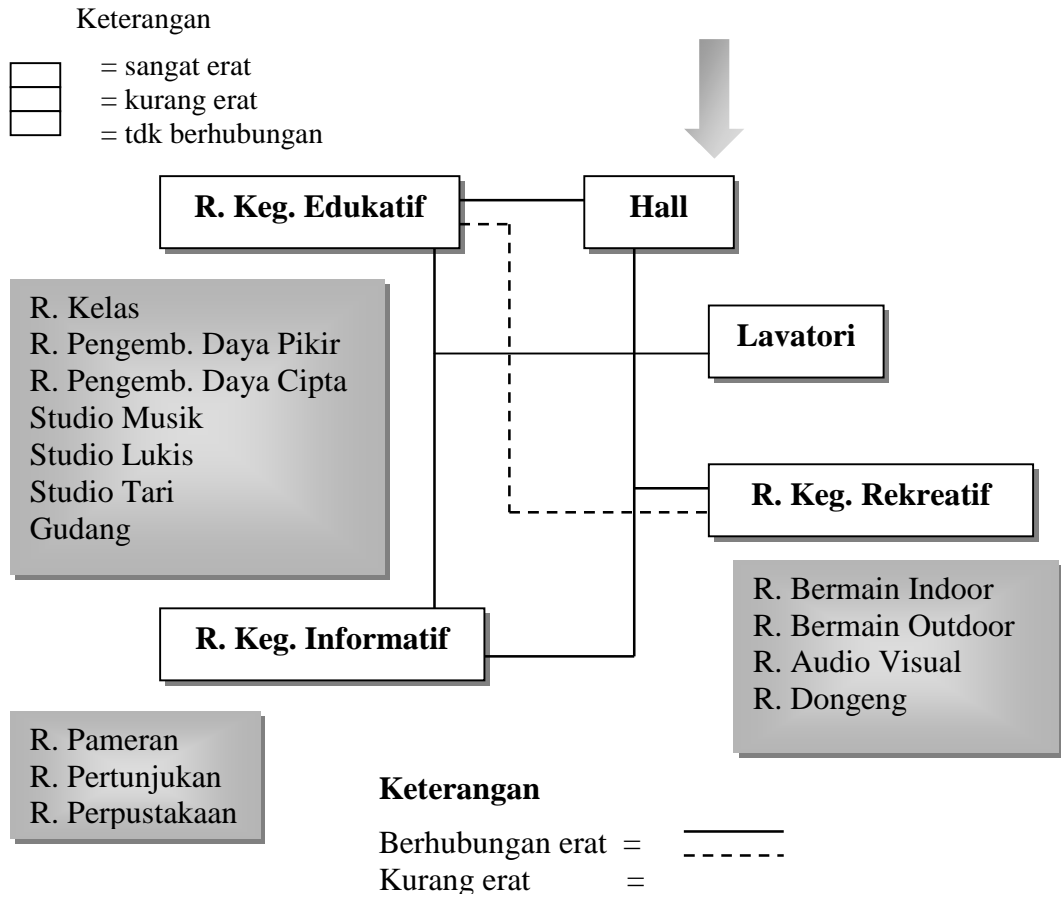 Keterangan
= sangat erat
= kurang erat
= tdk berhubungan
R. Keg. Edukatif
Hall
R. Kelas
R. Pengemb. Daya Pikir
R. Pengemb. Daya Cipta
Studio Musik
Studio Lukis
Studio Tari
Gudang
Lavatori
R. Keg. Rekreatif
R. Bermain Indoor
R. Bermain Outdoor
R. Audio Visual
R. Dongeng
R. Keg. Informatif
R. Pameran
R. Pertunjukan
R. Perpustakaan
Keterangan
Berhubungan erat =
Kurang erat =